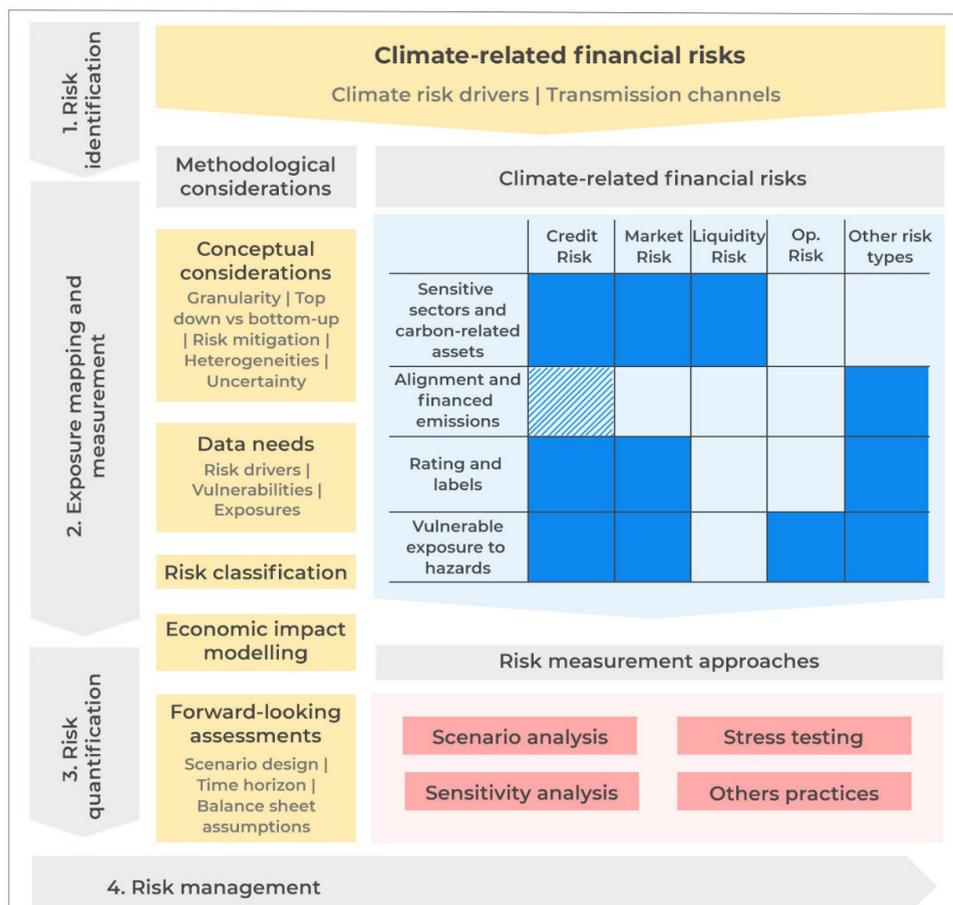 1. Risk
identification
Climate-related financial risks
Climate risk drivers | Transmission channels
2. Exposure mapping and
measurement
Methodological
considerations
Conceptual
considerations
Granularity | Top
down vs bottom-up
| Risk mitigation |
Heterogeneities |
Uncertainty
Data needs
Risk drivers |
Vulnerabilities |
Exposures
Risk classification
Economic impact
modelling
Climate-related financial risks
Credit
Risk
Market
Risk
Liquidity
Risk
Op.
Risk
Other risk
types
Sensitive
sectors and
carbon-related
assets
Alignment and
financed
emissions
Rating and
labels
Vulnerable
exposure to
hazards
3. Risk
quantification
Forward-looking
assessments
Scenario design |
Time horizon |
Balance sheet
assumptions
Risk measurement approaches
Scenario analysis
Stress testing
Sensitivity analysis
Others practices
4. Risk management